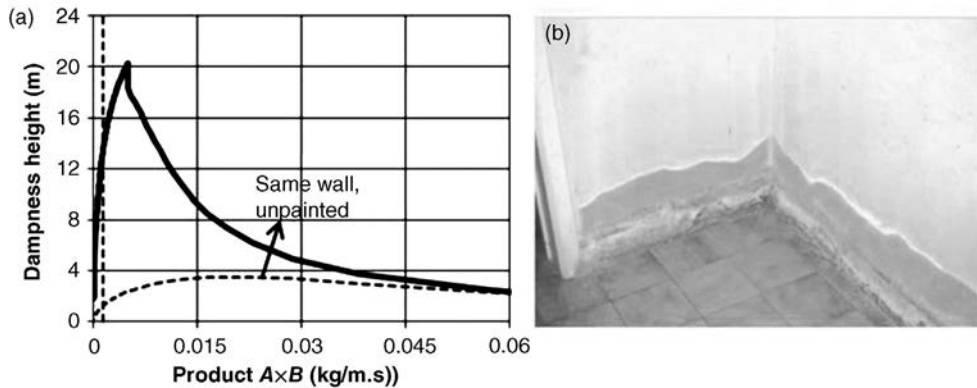 (a)
24
20
16
12
8
4
0
Dampness height (m)
Same wall,
unpainted
0 0.015 0.03 0.045 0.06
Product A×B (kg/m.s))
(b)